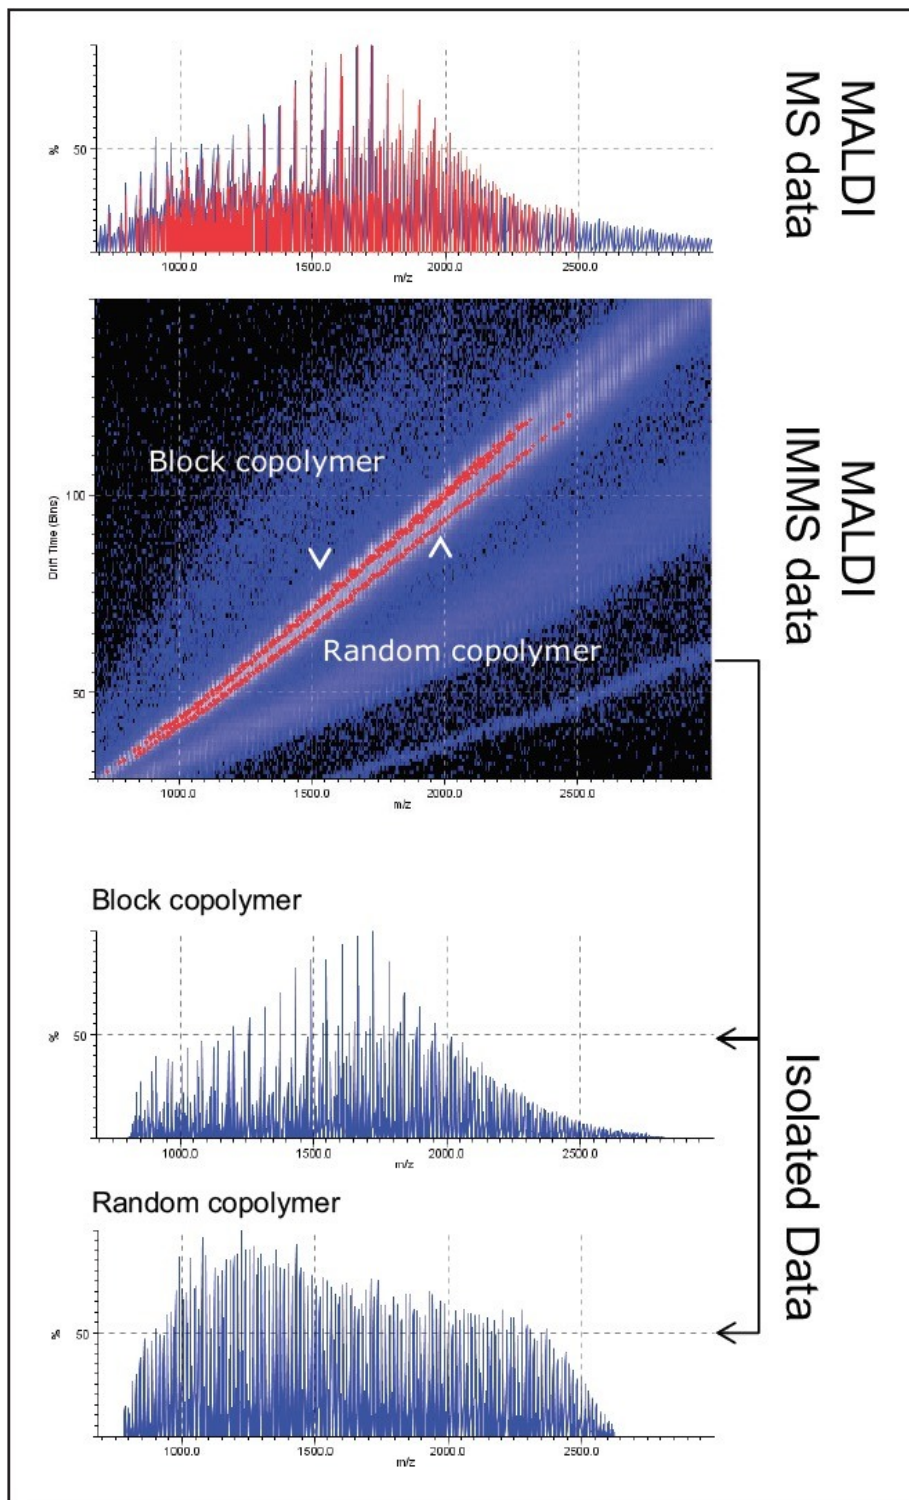 MALDI
MS data
%
50
1000.0
1500.0
2000.0
2500.0
m/z
MALDI
IMMS data
Block copolymer
Random copolymer
Drift Time (Bins)
100
50
1000.0
1500.0
2000.0
2500.0
m/z
Block copolymer
%
50
1000.0
1500.0
2000.0
2500.0
m/z
Isolated Data
Random copolymer
%
50
1000.0
1500.0
2000.0
2500.0
m/z